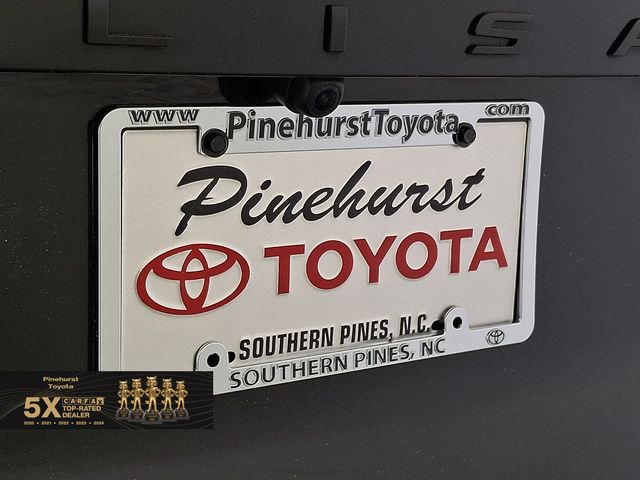 L I S A
www PinehurstToyota com
Pinehurst
TOYOTA
SOUTHERN PINES, N.C.
SOUTHERN PINES, NC
Pinehurst
Toyota
5X CARFAX
TOP-RATED
DEALER
2020 • 2021 • 2022 • 2023 • 2024